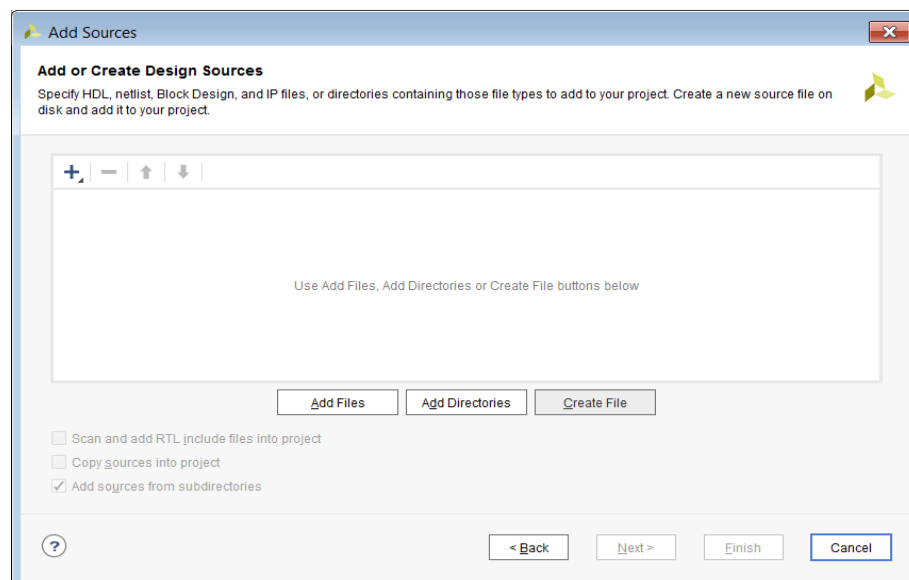 Add Sources
Add or Create Design Sources
Specify HDL, netlist, Block Design, and IP files, or directories containing those file types to add to your project. Create a new source file on
disk and add it to your project.
Use Add Files, Add Directories or Create File buttons below
Add Files
Add Directories
Create File
Scan and add RTL include files into project
Copy sources into project
Add sources from subdirectories
?
< Back
Next >
Finish
Cancel